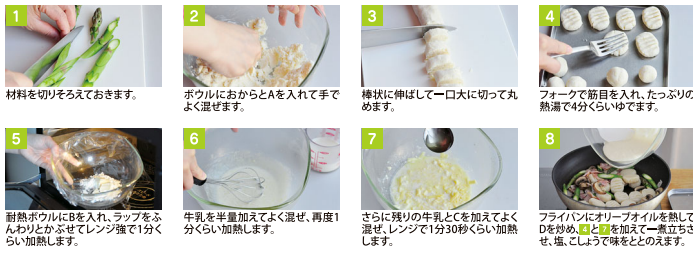 1
材料を切りそろえておきます。
2
ボウルにおからとAを入れて手で
よく混ぜます。
3
棒状に伸ばして一口大に切って丸
めます。
4
フォークで筋目を入れ、たっぷりの
熱湯で4分くらいゆでます。
5
耐熱ボウルにBを入れ、ラップをふ
んわりとかぶせてレンジ強で1分く
らい加熱します。
6
牛乳を半量加えてよく混ぜ、再度1
分くらい加熱します。
7
さらに残りの牛乳とCを加えてよく
混ぜ、レンジで1分30秒くらい加熱
します。
8
フライパンにオリーブオイルを熱して
Dを炒め、4と7を加えて一煮立ちさ
せ、塩、こしょうで味をととのえます。